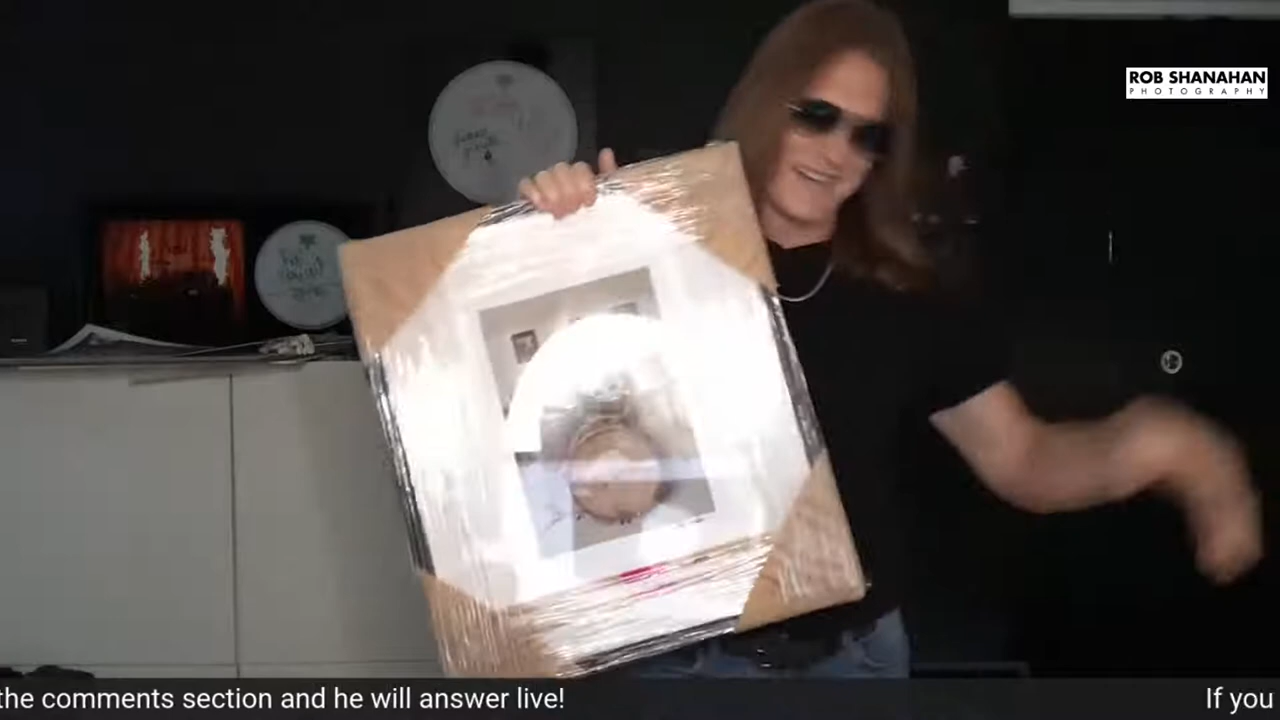 ROB SHANAHAN
PHOTOGRAPHY
the comments section and he will answer live!
If you